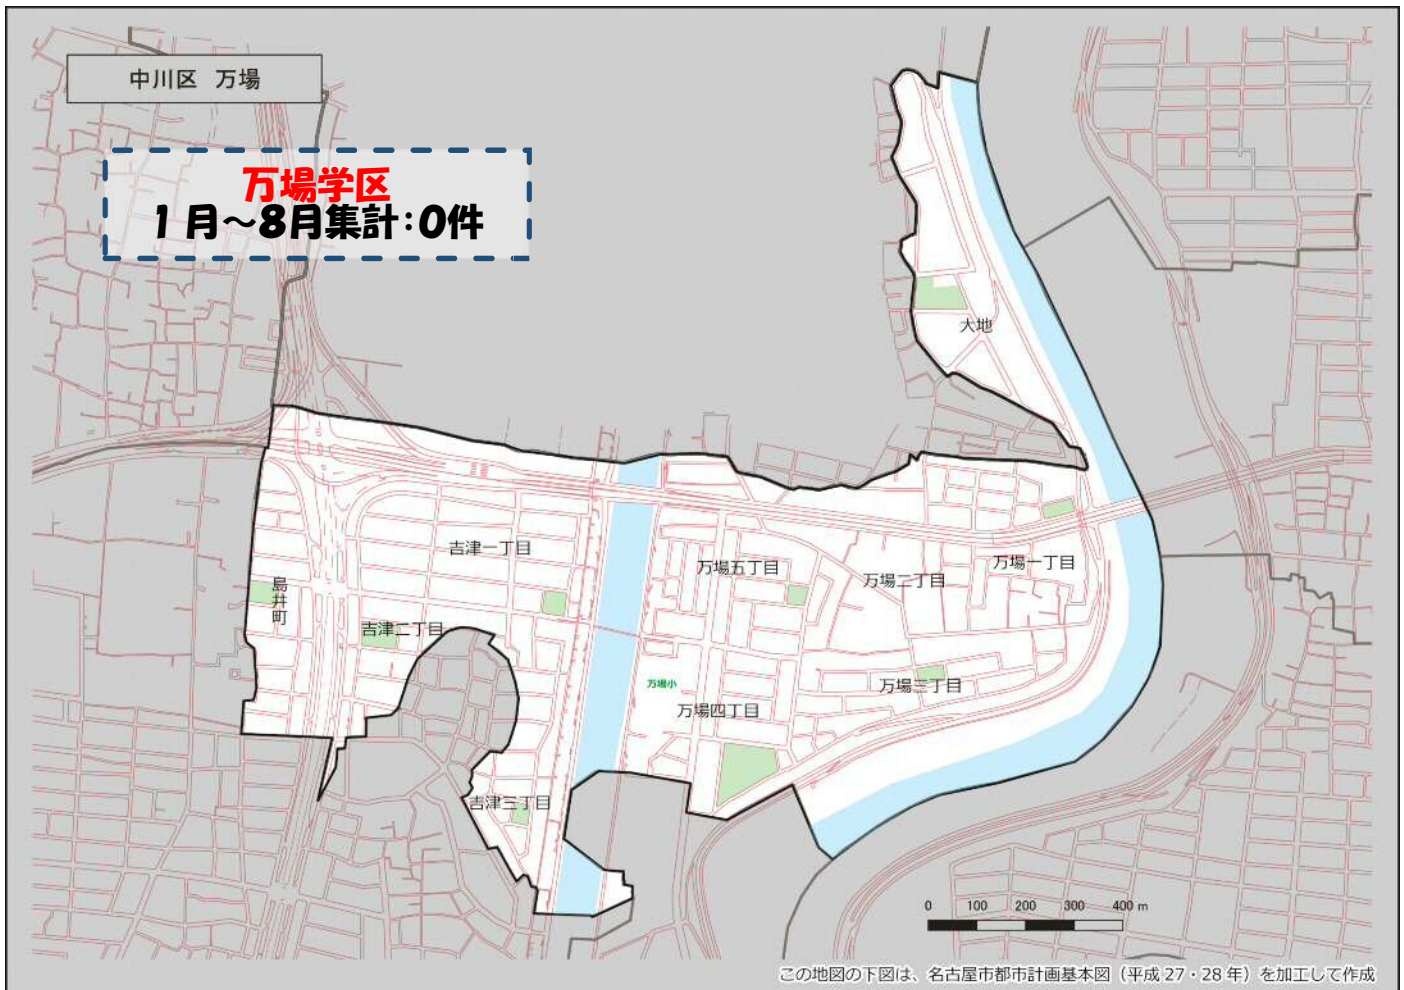 中川区 万場
万場学区
1月～8月集計:0件
大地
吉津一丁目
万場五丁目
万場二丁目
万場一丁目
島井町
吉津二丁目
万場小
万場三丁目
万場四丁目
吉津三丁目
0 100 200 300 400 m
この地図の下図は、名古屋市都市計画基本図（平成 27・28 年）を加工して作成